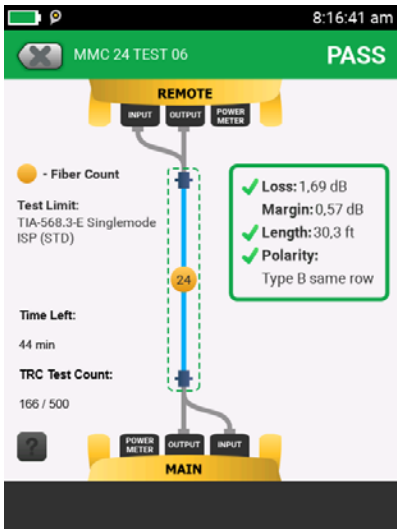 8:16:41 am
MMC 24 TEST 06
PASS
REMOTE
INPUT
OUTPUT
POWER
METER
- Fiber Count
Test Limit:
TIA-568.3-E Singlemode
ISP (STD)
Loss: 1,69 dB
Margin: 0,57 dB
Length: 30,3 ft
Polarity:
Type B same row
24
Time Left:
44 min
TRC Test Count:
166 / 500
?
POWER
METER
OUTPUT
INPUT
MAIN